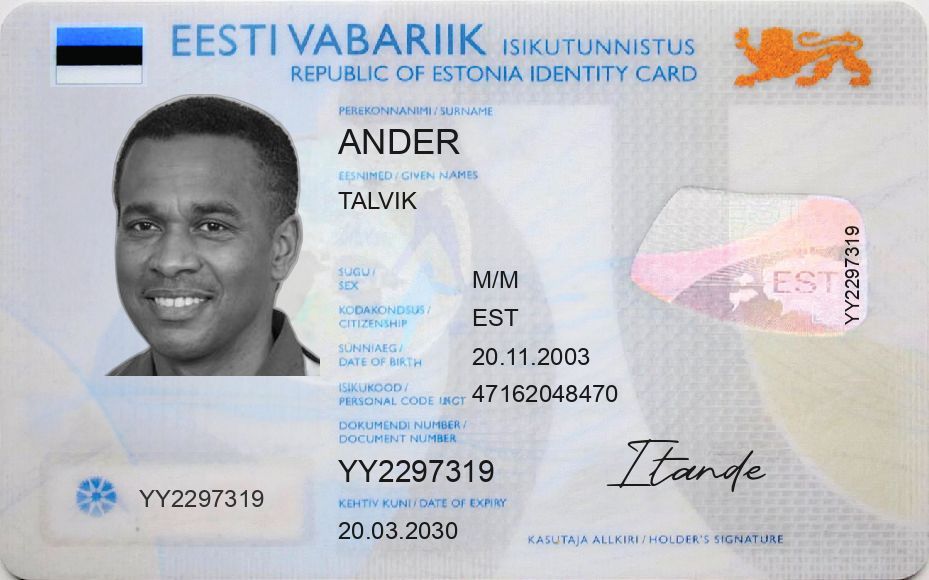 EESTI VABARIIK ISIKUTUNNISTUS
REPUBLIC OF ESTONIA IDENTITY CARD
PEREKONNANIMI / SURNAME
ANDER
EESNIMED / GIVEN NAMES
TALVIK
SUGU /
SEX
M/M
KODAKONDSUS /
CITIZENSHIP
EST
SÜNNIAEG /
DATE OF BIRTH
20.11.2003
ISIKUKOOD /
PERSONAL CODE
47162048470
DOKUMENDI NUMBER /
DOCUMENT NUMBER
YY2297319
KEHTIV KUNI / DATE OF EXPIRY
20.03.2030
YY2297319
EST
YY2297319
Itande
KASUTAJA ALLKIRI / HOLDER'S SIGNATURE